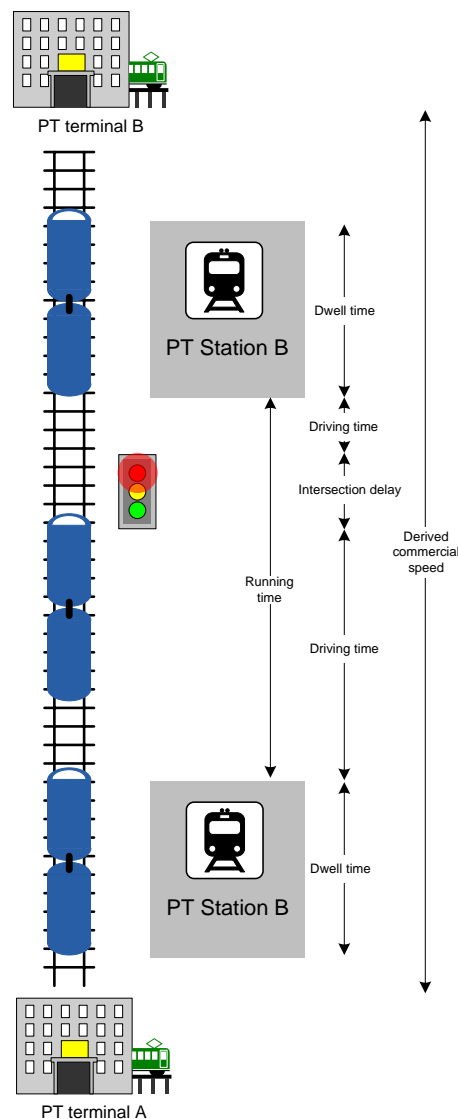 PT terminal B
PT Station B
Dwell time
Driving time
Intersection delay
Derived
commercial
speed
Running
time
Driving time
PT Station B
Dwell time
PT terminal A